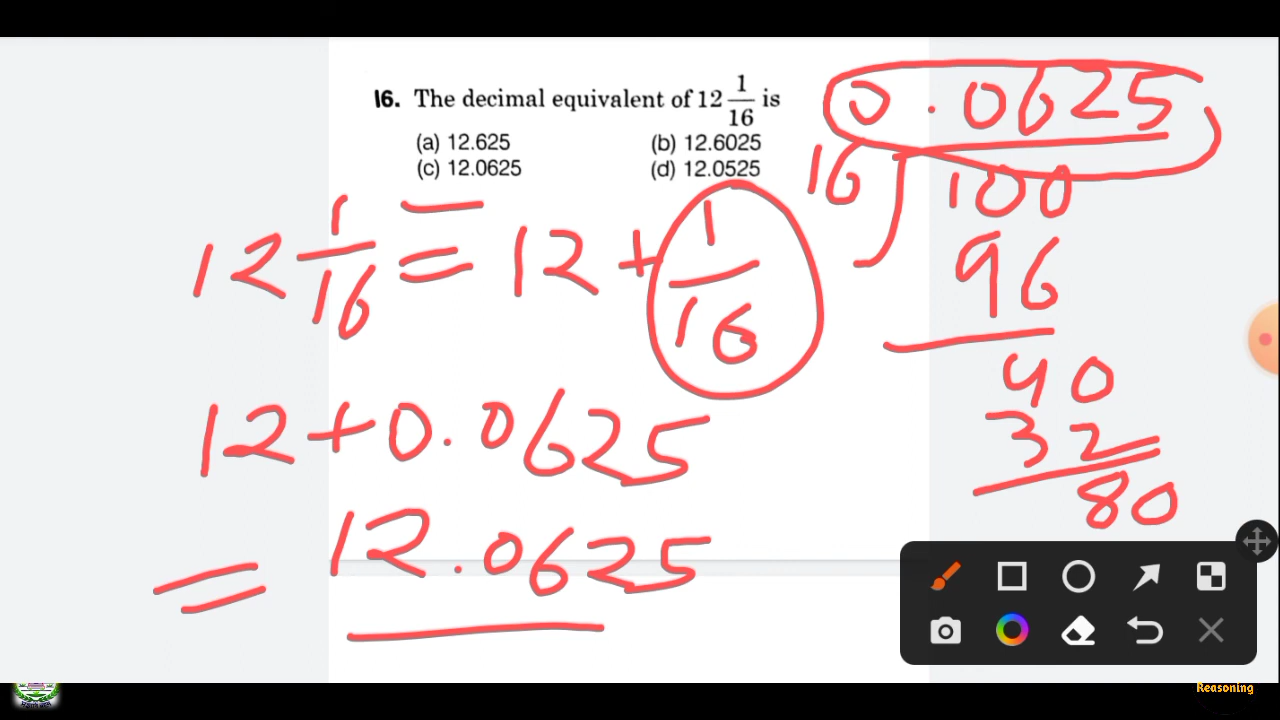 16. The decimal equivalent of 12 1/16 is
(a) 12.625 (b) 12.6025
(c) 12.0625 (d) 12.0525
12 1/16 = 12 + 1/16
12 + 0.0625
= 12.0625
0.0625
16 100
96
40
32
80
Reasoning